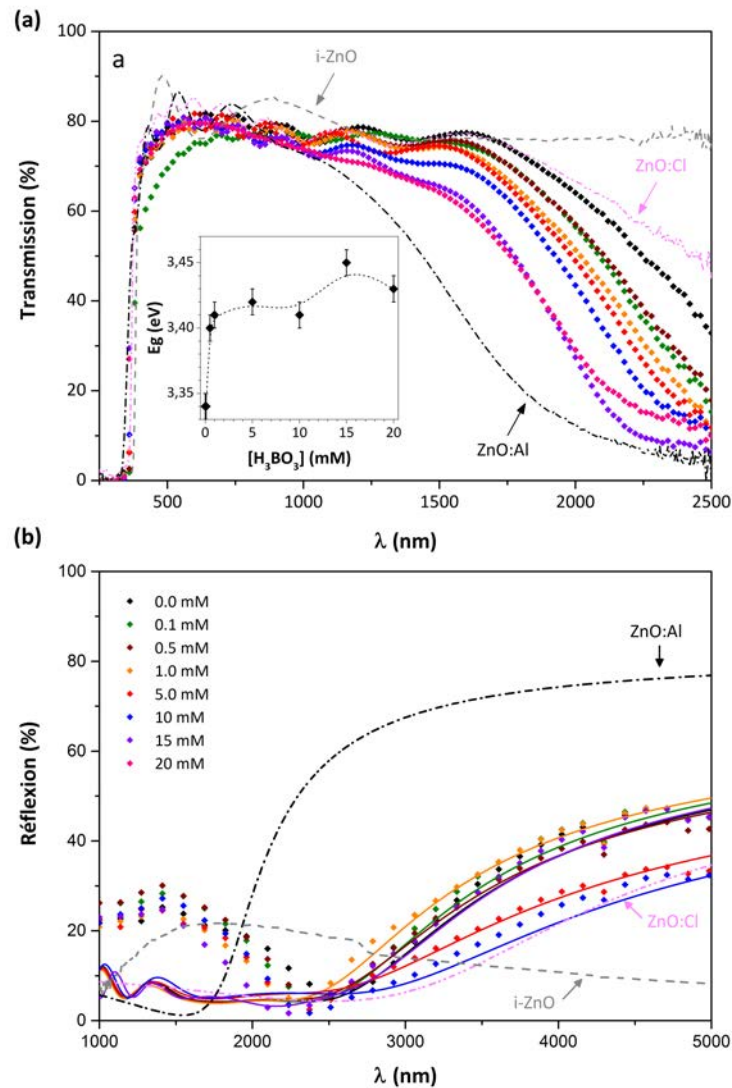 (a)
100
a
i-ZnO
80
ZnO:Cl
60
Transmission (%)
3,45
40
Eg (eV)
3,40
20
3,35
0 5 10 15 20
[H₃BO₃] (mM)
ZnO:Al
0
500 1000 1500 2000 2500
λ (nm)
(b)
100
0.0 mM
ZnO:Al
0.1 mM
80
0.5 mM
1.0 mM
5.0 mM
10 mM
60
15 mM
20 mM
Réflexion (%)
40
ZnO:Cl
20
i-ZnO
0
1000 2000 3000 4000 5000
λ (nm)